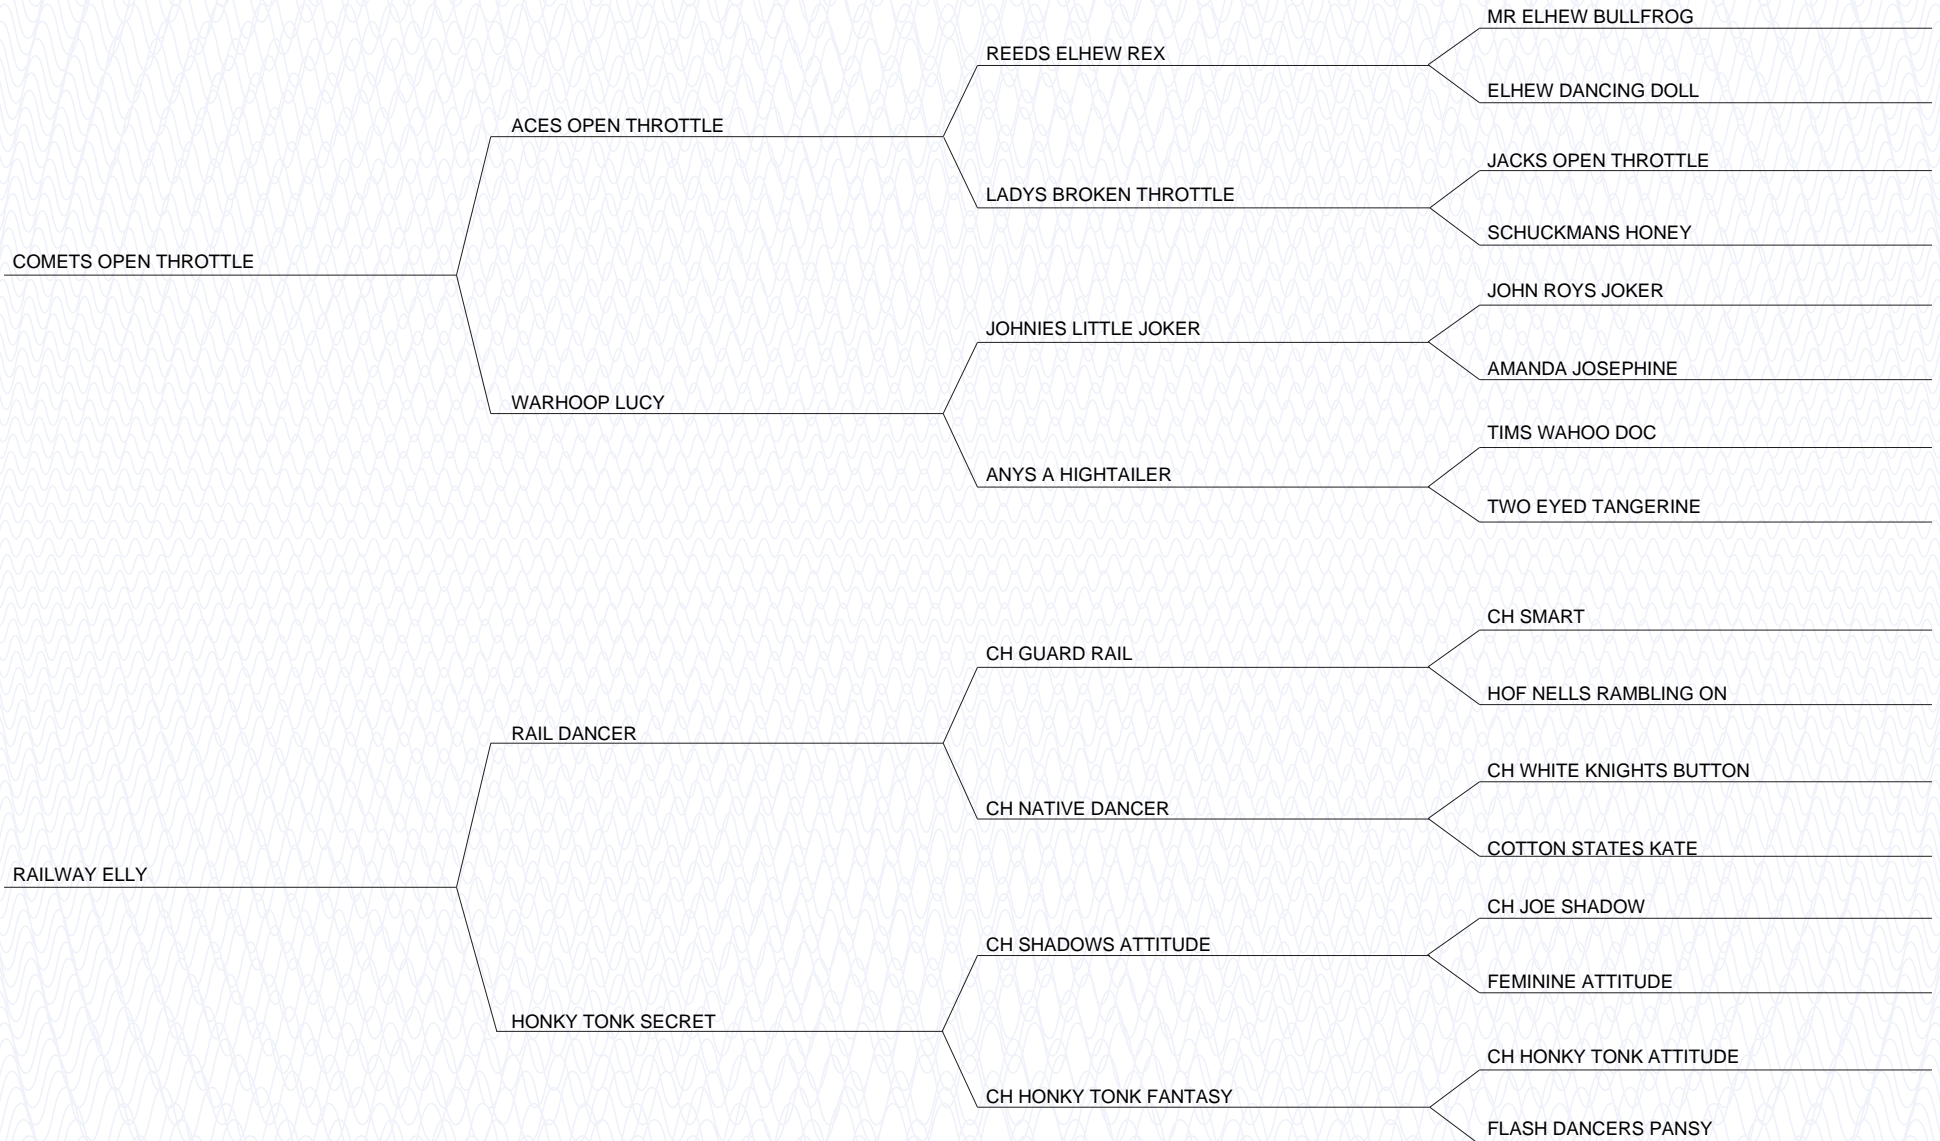 MR ELHEW BULLFROG
REEDS ELHEW REX
ELHEW DANCING DOLL
ACES OPEN THROTTLE
JACKS OPEN THROTTLE
LADYS BROKEN THROTTLE
SCHUCKMANS HONEY
COMETS OPEN THROTTLE
JOHN ROYS JOKER
JOHNIES LITTLE JOKER
AMANDA JOSEPHINE
WARHOOP LUCY
TIMS WAHOO DOC
ANYS A HIGHTAILER
TWO EYED TANGERINE
CH SMART
CH GUARD RAIL
HOF NELLS RAMBLING ON
RAIL DANCER
CH WHITE KNIGHTS BUTTON
CH NATIVE DANCER
COTTON STATES KATE
RAILWAY ELLY
CH JOE SHADOW
CH SHADOWS ATTITUDE
FEMININE ATTITUDE
HONKY TONK SECRET
CH HONKY TONK ATTITUDE
CH HONKY TONK FANTASY
FLASH DANCERS PANSY